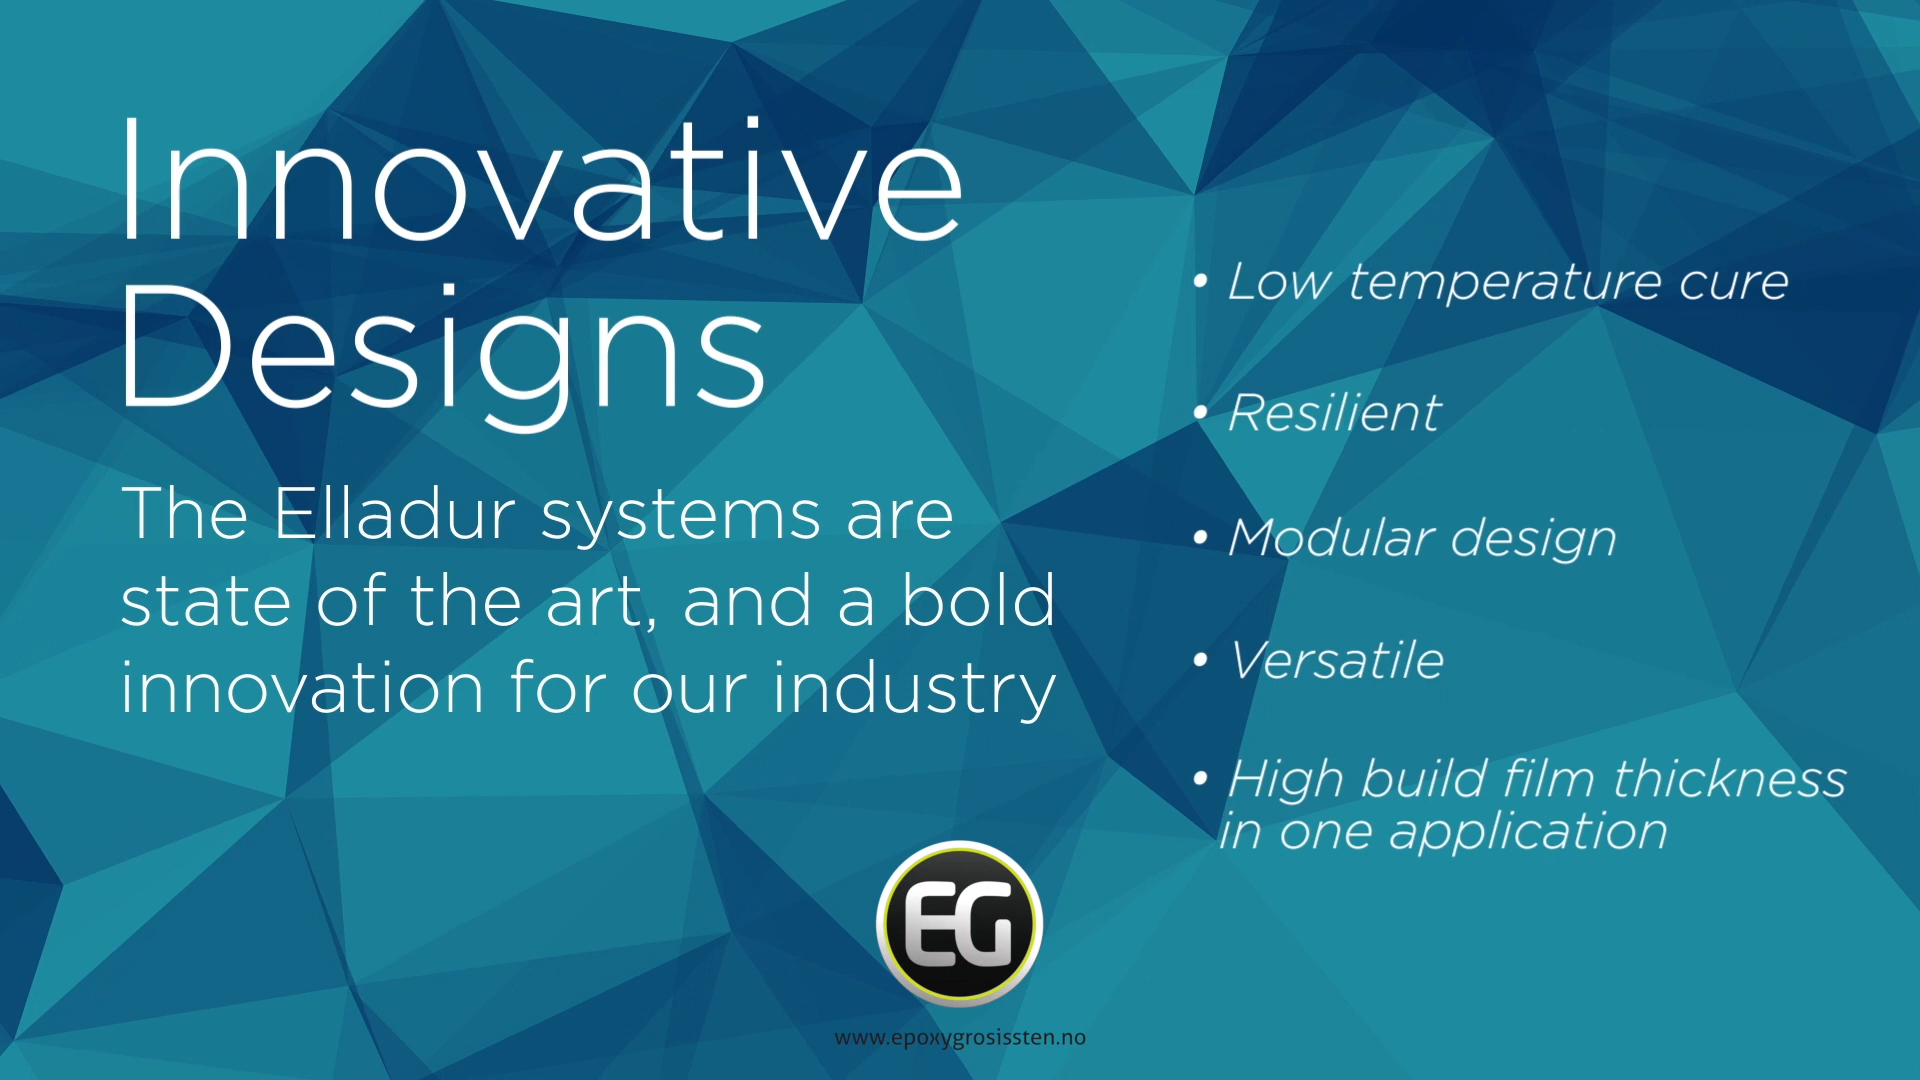 Innovative
Designs
The Elladur systems are
state of the art, and a bold
innovation for our industry
• Low temperature cure
• Resilient
• Modular design
• Versatile
• High build film thickness
in one application
EG
www.epoxygrosissten.no